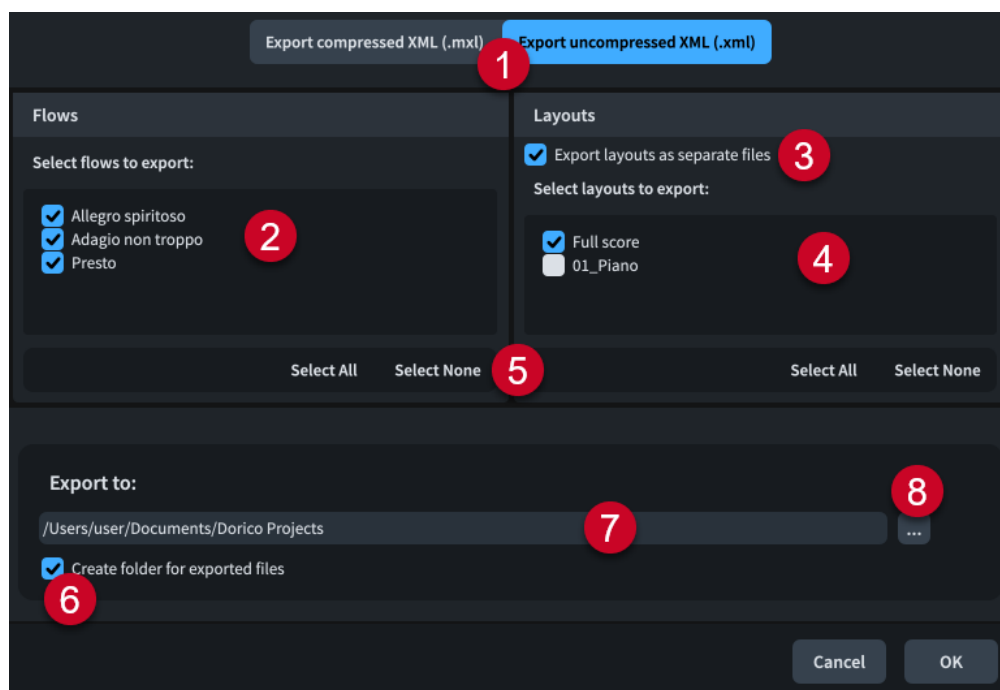 Export compressed XML (.mxl) Export uncompressed XML (.xml)
1
Flows
Layouts
Export layouts as separate files 3
Select flows to export:
Select layouts to export:
Allegro spiritoso
Adagio non troppo
Presto
2
Full score
01_Piano
4
Select All Select None 5 Select All Select None
Export to:
8
/Users/user/Documents/Dorico Projects 7 ...
Create folder for exported files
6
Cancel OK